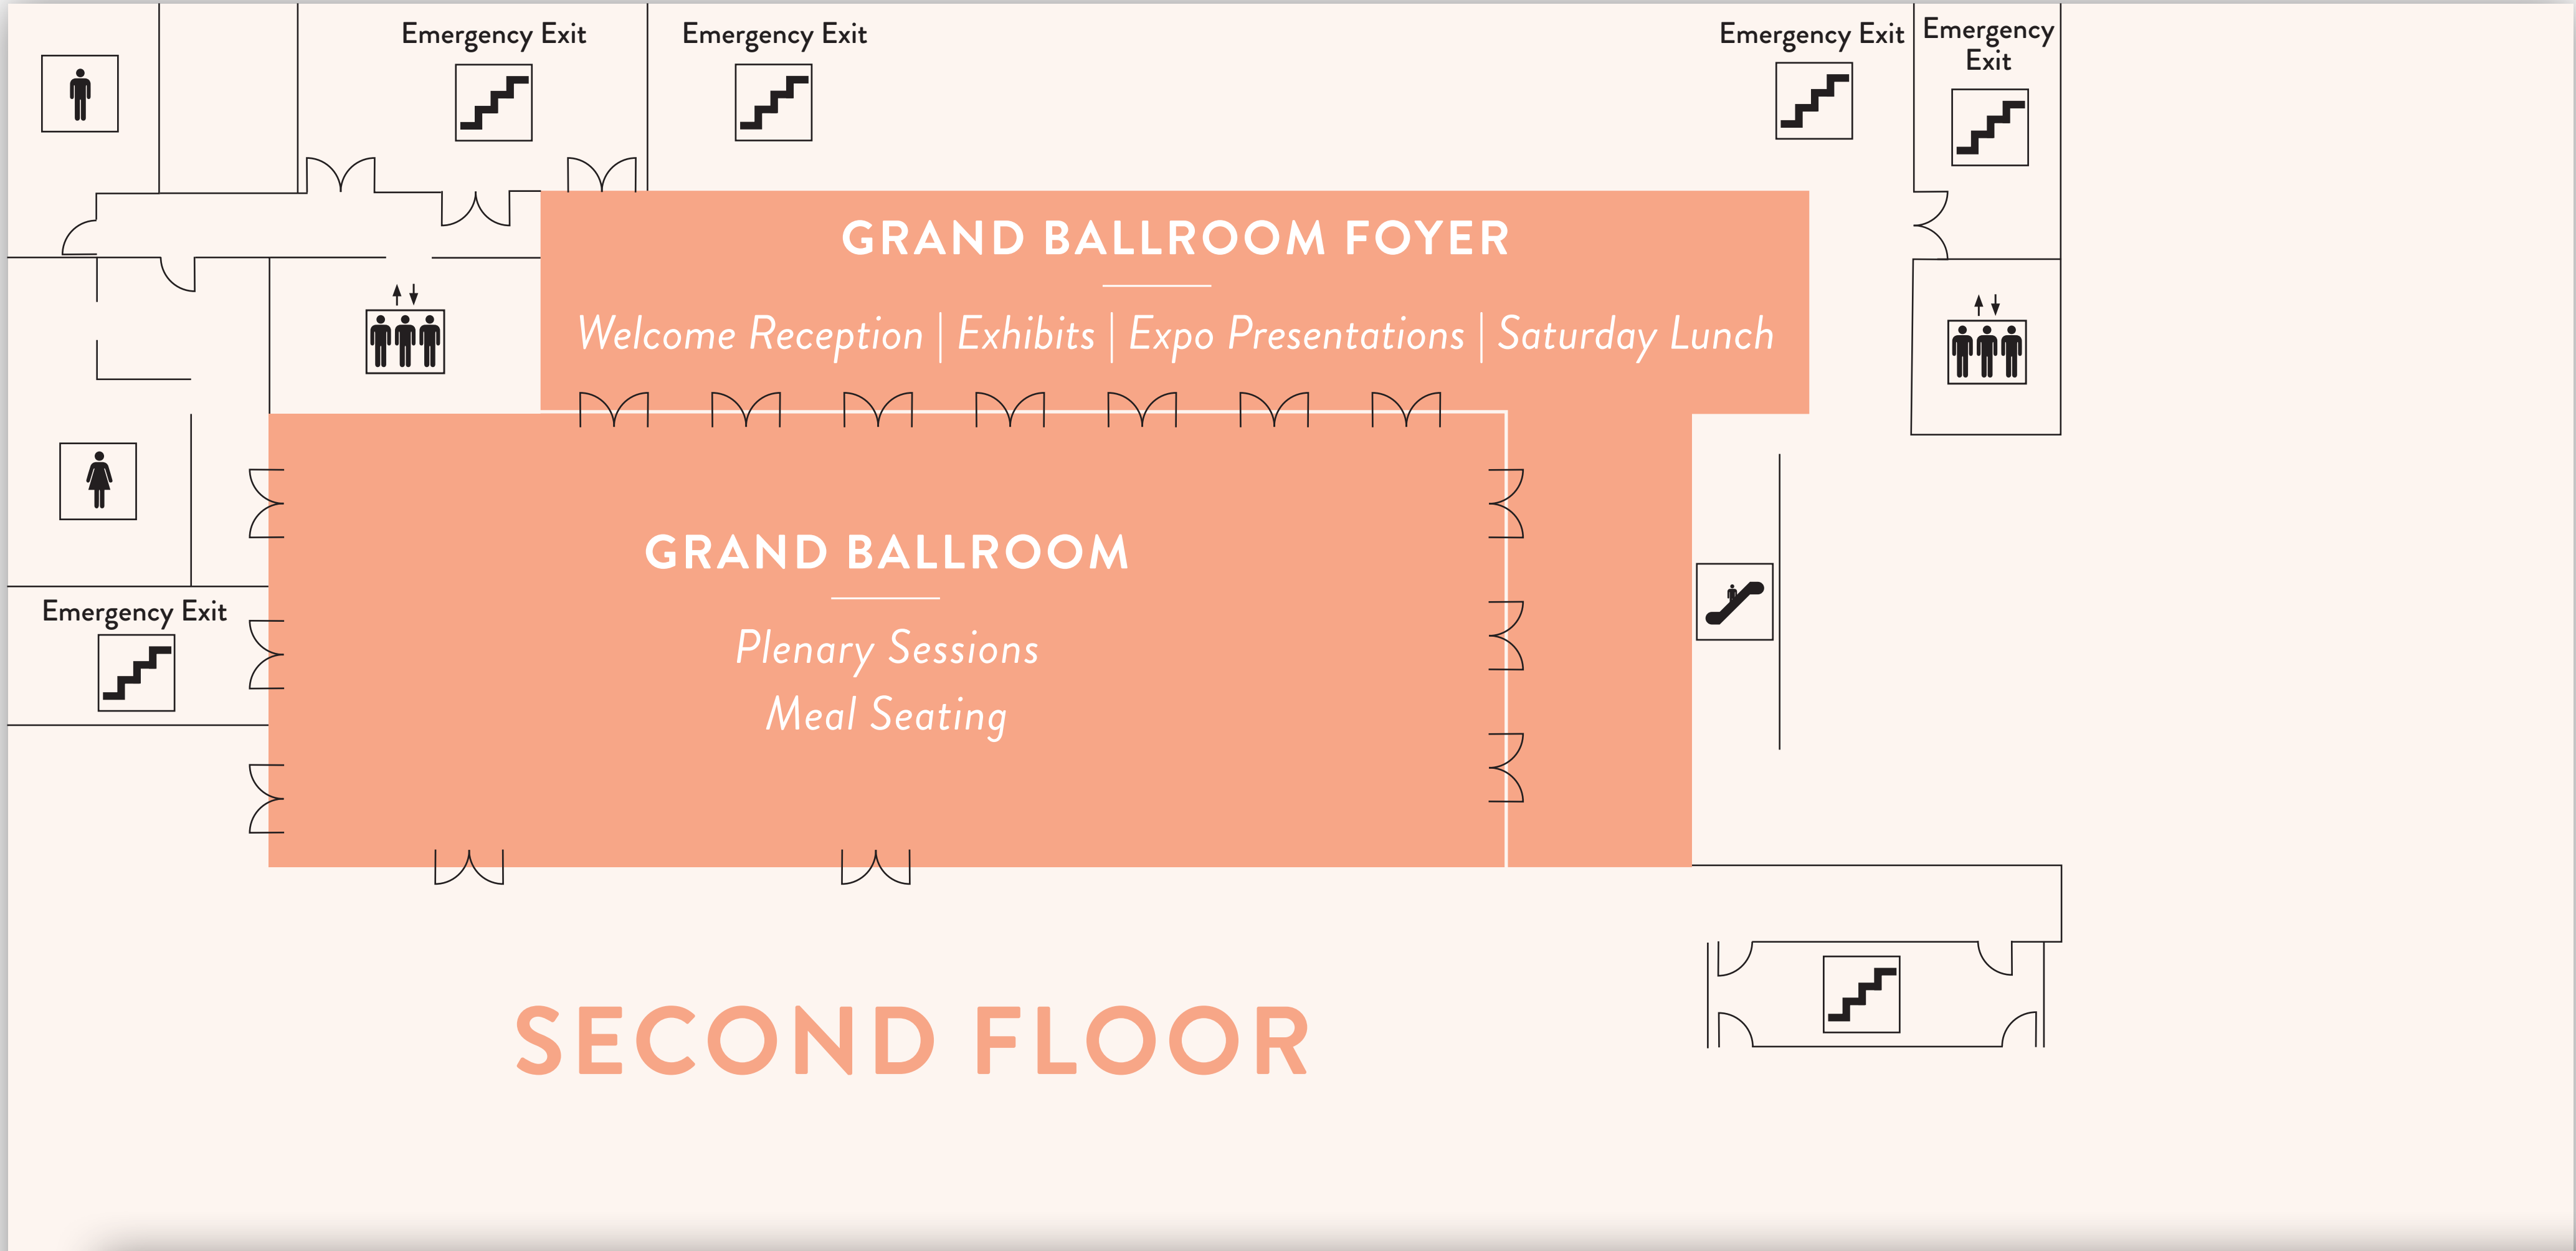 Emergency Exit
Emergency Exit
Emergency Exit
Emergency
Exit
GRAND BALLROOM FOYER
Welcome Reception | Exhibits | Expo Presentations | Saturday Lunch
GRAND BALLROOM
Plenary Sessions
Meal Seating
Emergency Exit
SECOND FLOOR